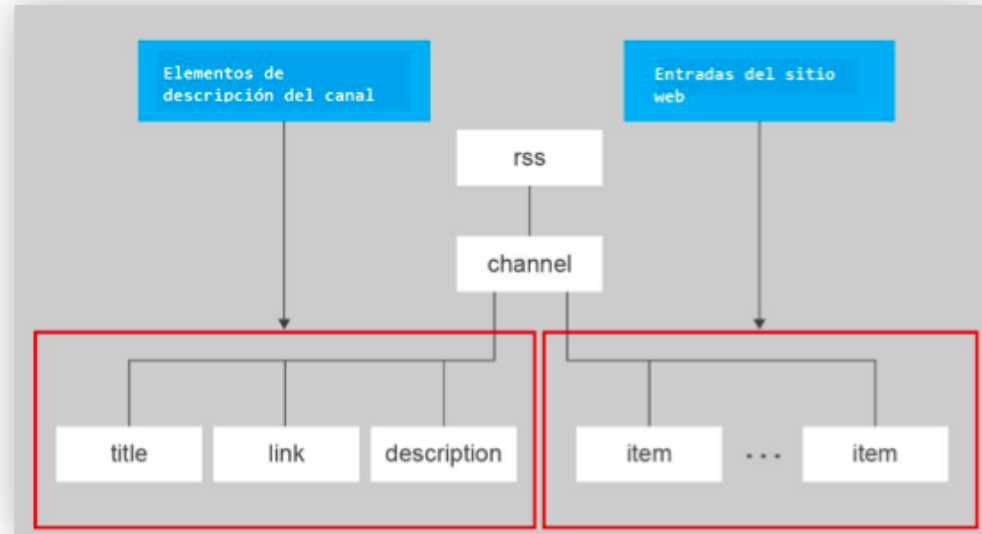 Elementos de
descripción del canal
Entradas del sitio
web
rss
channel
title
link
description
item
...
item